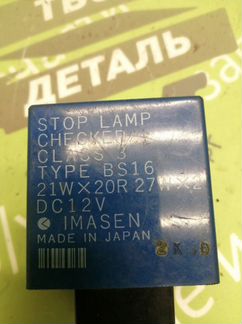 ДЕТАЛЬ
STOP LAMP
CHECKER
CLASS 3
TYPE BS16
21W×20R 27W×2
DC12V
IMASEN
MADE IN JAPAN